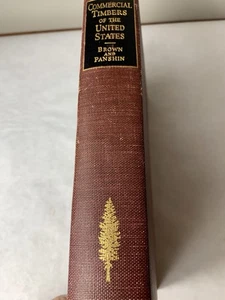 COMMERCIAL
TIMBERS
OF THE
UNITED
STATES
BROWN
AND
PANSHIN